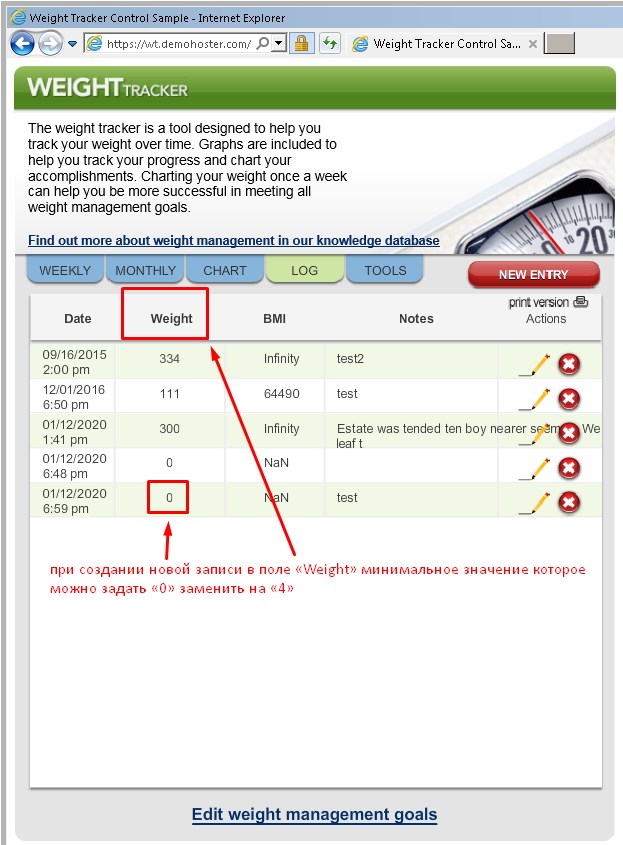 Weight Tracker Control Sample - Internet Explorer
https://wt.demohoster.com/
Weight Tracker Control Sa...
WEIGHTTRACKER
The weight tracker is a tool designed to help you
track your weight over time. Graphs are included to
help you track your progress and chart your
accomplishments. Charting your weight once a week
can help you be more successful in meeting all
weight management goals.
20
Find out more about weight management in our knowledge database
WEEKLY MONTHLY CHART LOG TOOLS NEW ENTRY
print version
Date Weight BMI Notes Actions
09/16/2015 334 Infinity test2
2:00 pm
12/01/2016 111 64490 test
6:50 pm
01/12/2020 300 Infinity Estate was tended ten boy nearer We
1:41 pm leaf t
01/12/2020 0 NaN
6:48 pm
01/12/2020 0 NaN test
6:59 pm
при создании новой записи в поле «Weight» минимальное значение которое
можно задать «0» заменить на «4»
Edit weight management goals